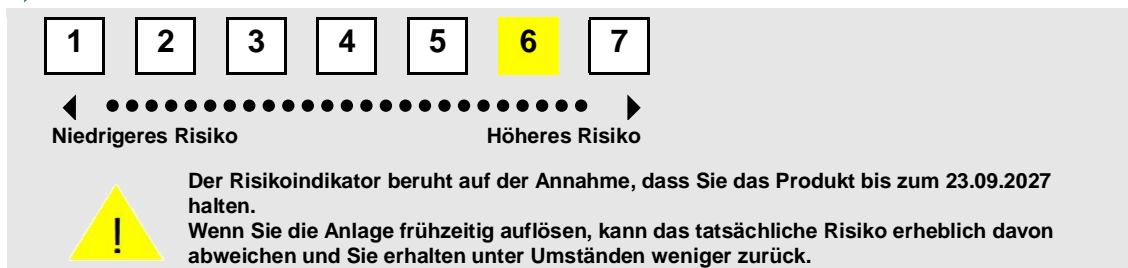 1 2 3 4 5 6 7
Niedrigeres Risiko Höheres Risiko
Der Risikoindikator beruht auf der Annahme, dass Sie das Produkt bis zum 23.09.2027
halten.
Wenn Sie die Anlage frühzeitig auflösen, kann das tatsächliche Risiko erheblich davon
abweichen und Sie erhalten unter Umständen weniger zurück.
!